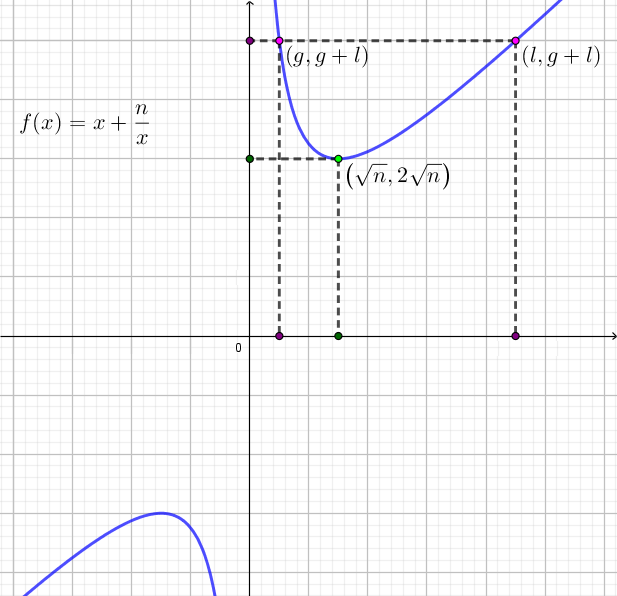 (g, g + l)
(l, g + l)
f(x) = x + n/x
(√n, 2√n)
0